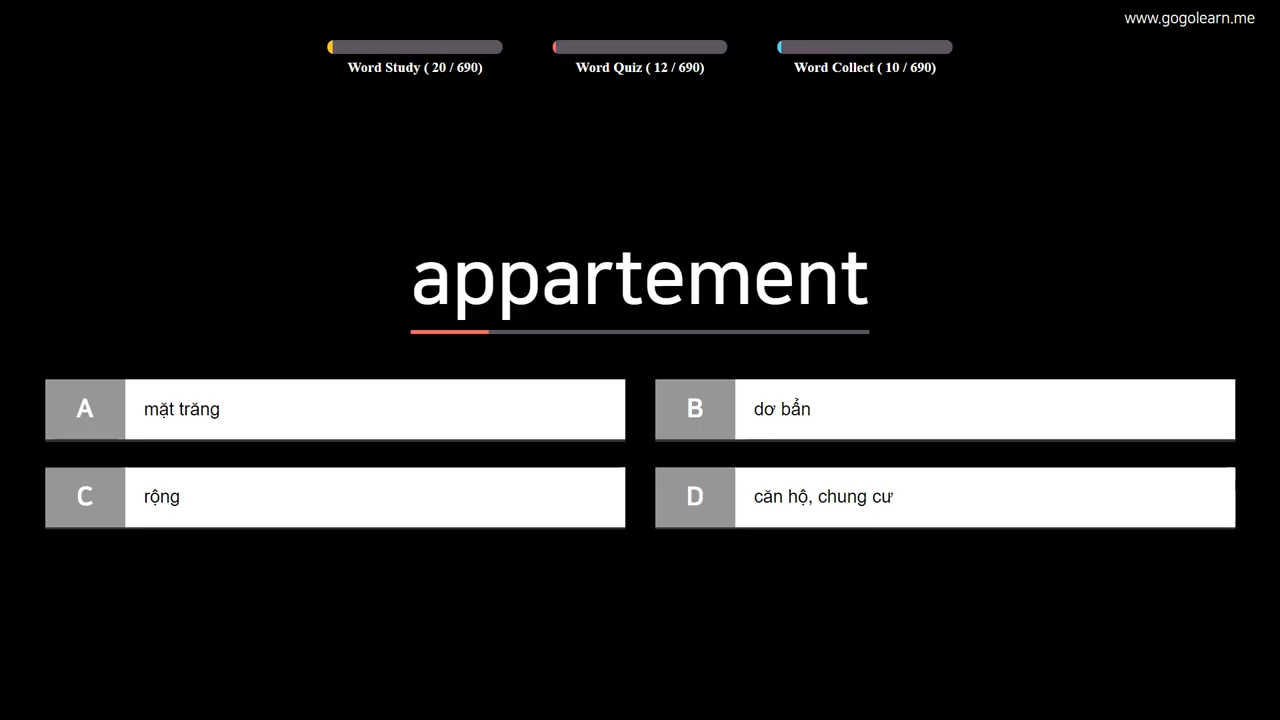 www.gogolearn.me
Word Study ( 20 / 690)
Word Quiz ( 12 / 690)
Word Collect ( 10 / 690)
appartement
A mặt trăng
B dơ bẩn
C rộng
D căn hộ, chung cư